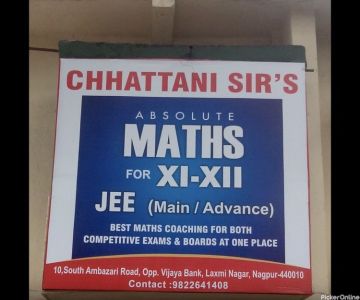 CHHATTANI SIR'S
ABSOLUTE
MATHS
FOR XI-XII
JEE (Main / Advance)
BEST MATHS COACHING FOR BOTH
COMPETITIVE EXAMS & BOARDS AT ONE PLACE
10,South Ambazari Road, Opp. Vijaya Bank, Laxmi Nagar, Nagpur-440010
Contact :9822641408
PickerOnline